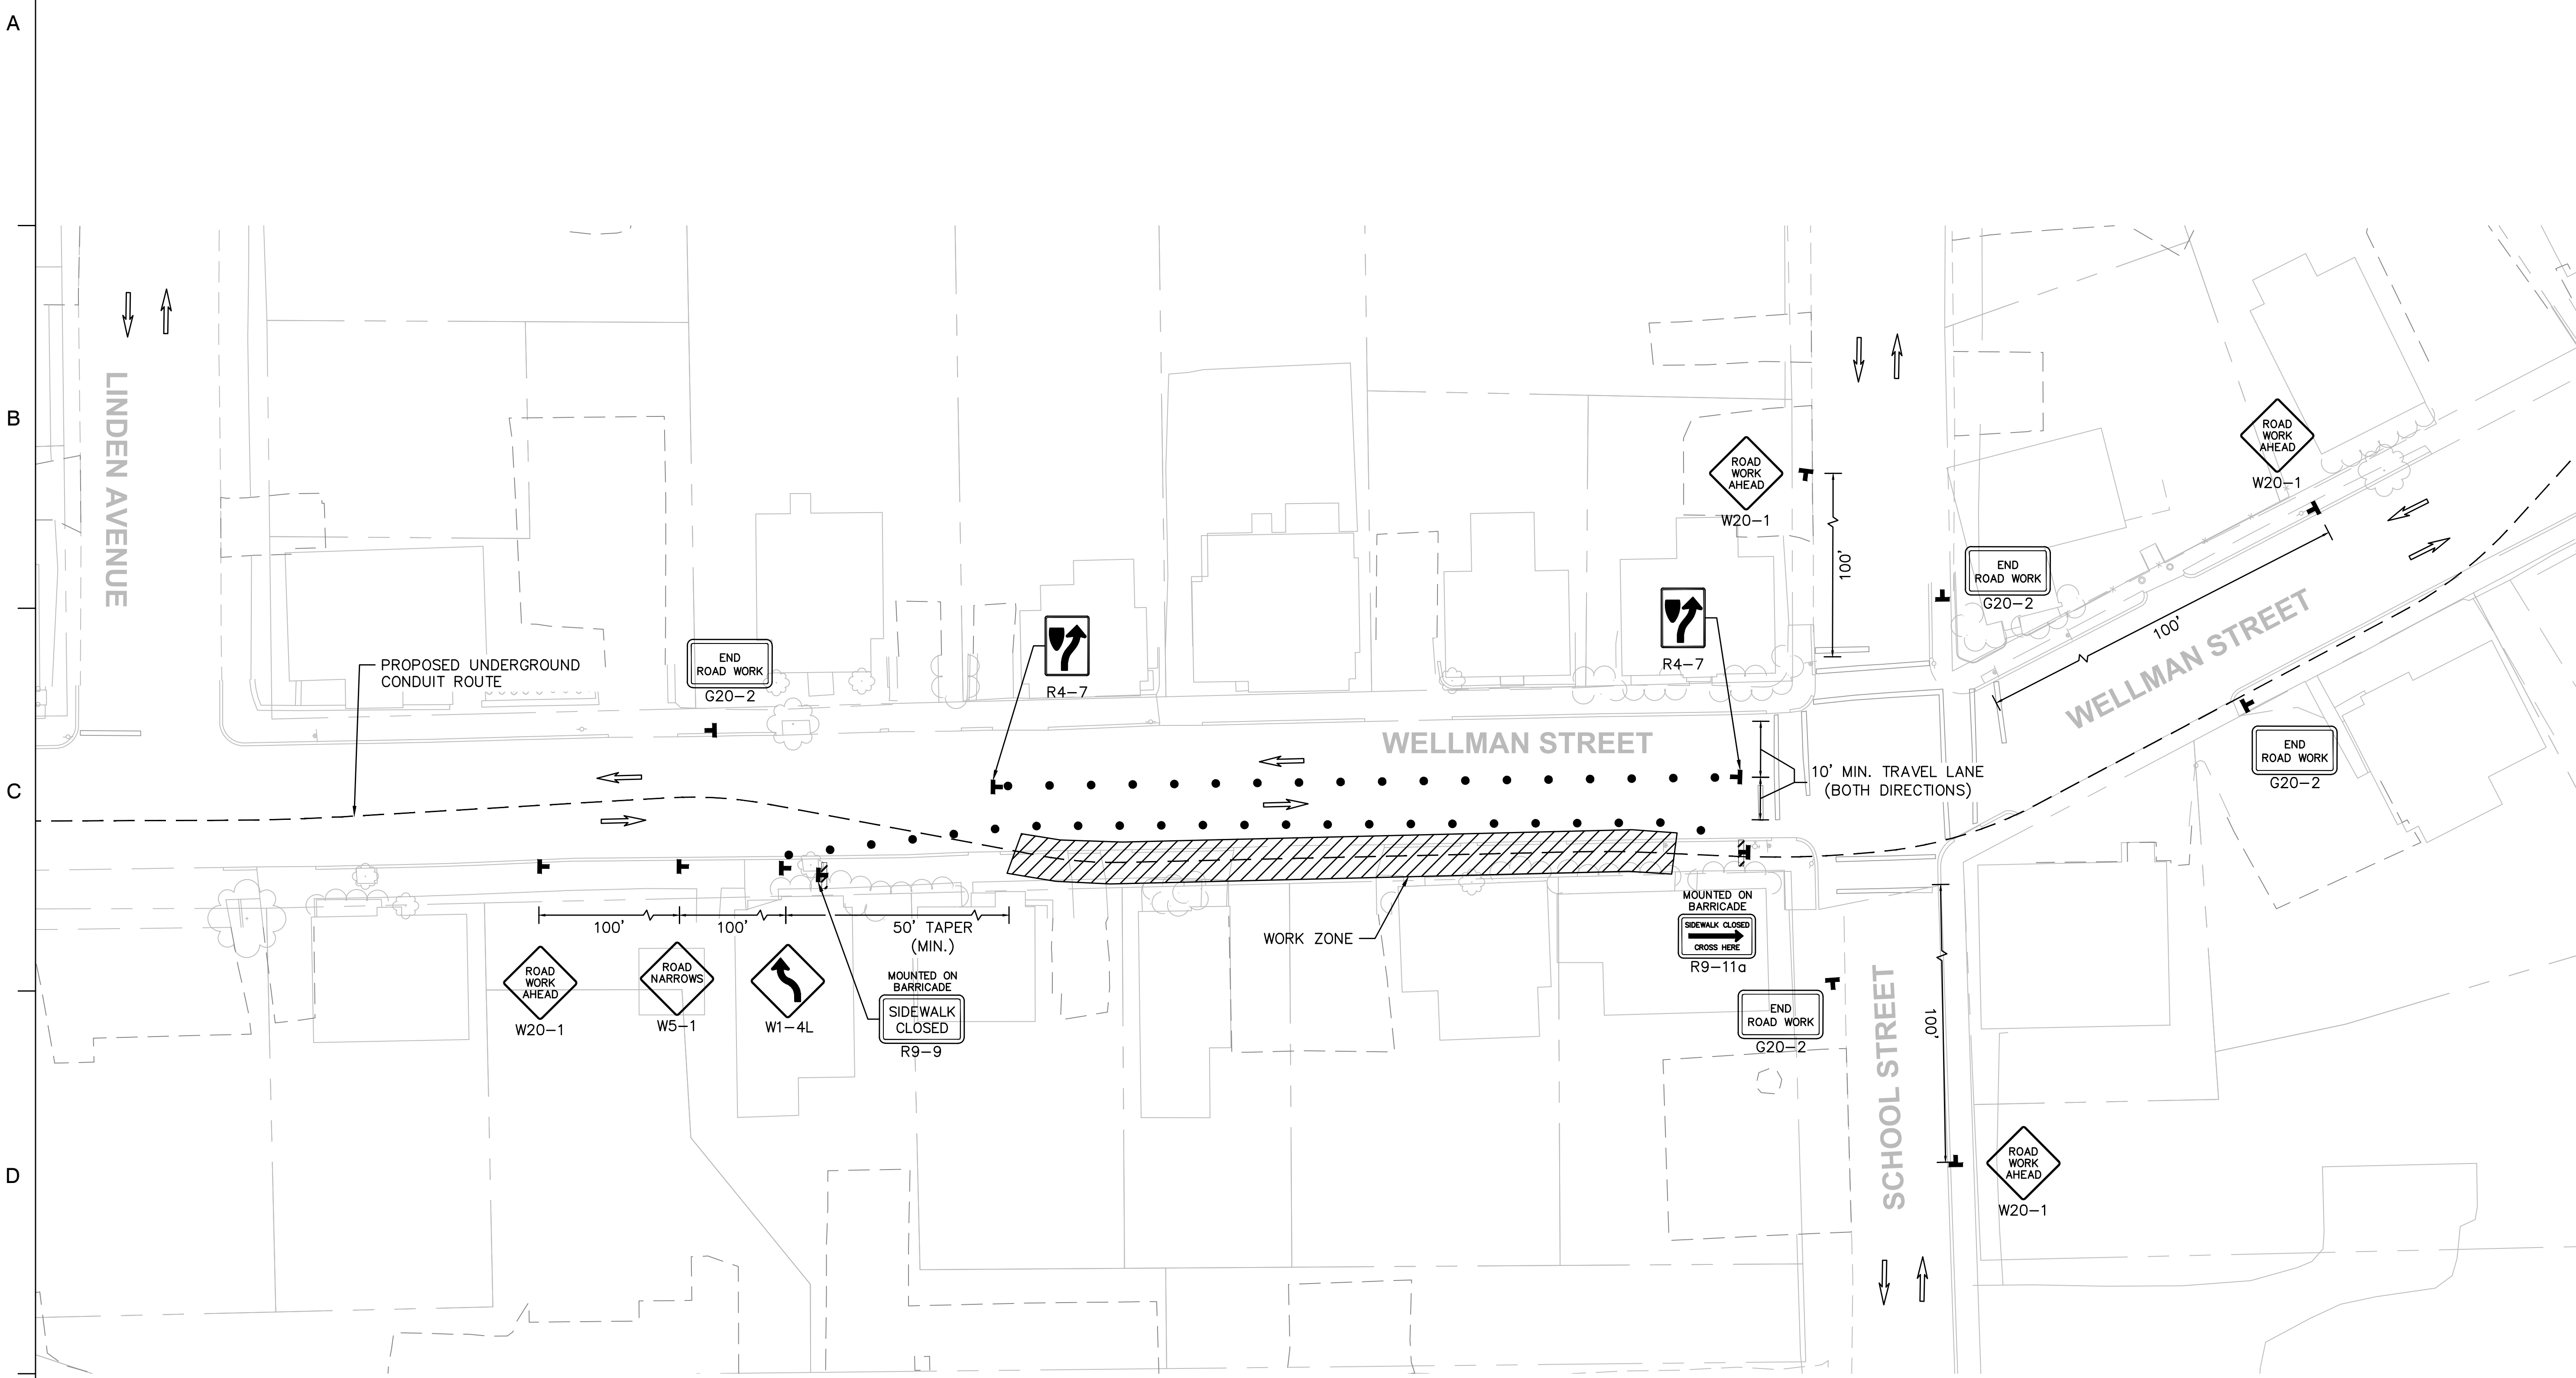 A
B
C
D
LINDEN AVENUE
PROPOSED UNDERGROUND
CONDUIT ROUTE
END
ROAD WORK
G20-2
R4-7
R4-7
WELLMAN STREET
ROAD
WORK
AHEAD
W20-1
100'
END
ROAD WORK
G20-2
ROAD
WORK
AHEAD
W20-1
100'
WELLMAN STREET
END
ROAD WORK
G20-2
10' MIN. TRAVEL LANE
(BOTH DIRECTIONS)
100'
100'
50' TAPER
(MIN.)
WORK ZONE
ROAD
WORK
AHEAD
W20-1
ROAD
NARROWS
W5-1
W1-4L
MOUNTED ON
BARRICADE
SIDEWALK
CLOSED
R9-9
MOUNTED ON
BARRICADE
SIDEWALK CLOSED
CROSS HERE
R9-11a
END
ROAD WORK
G20-2
SCHOOL STREET
100'
ROAD
WORK
AHEAD
W20-1